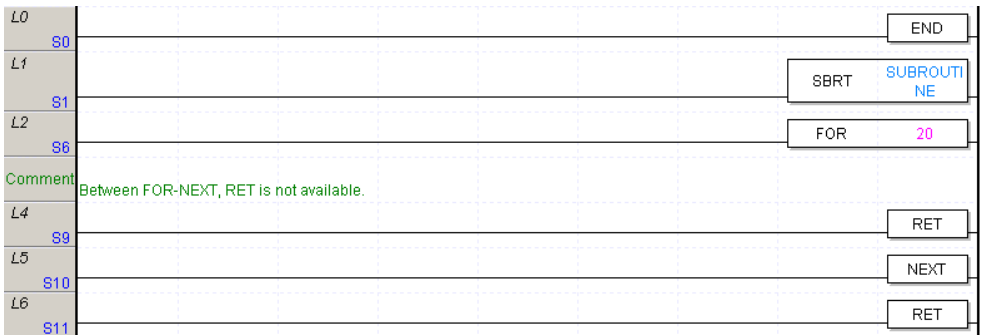 L0
S0
END
L1
S1
SBRT SUBROUTI
NE
L2
S6
FOR 20
Comment
Between FOR-NEXT, RET is not available.
L4
S9
RET
L5
S10
NEXT
L6
S11
RET